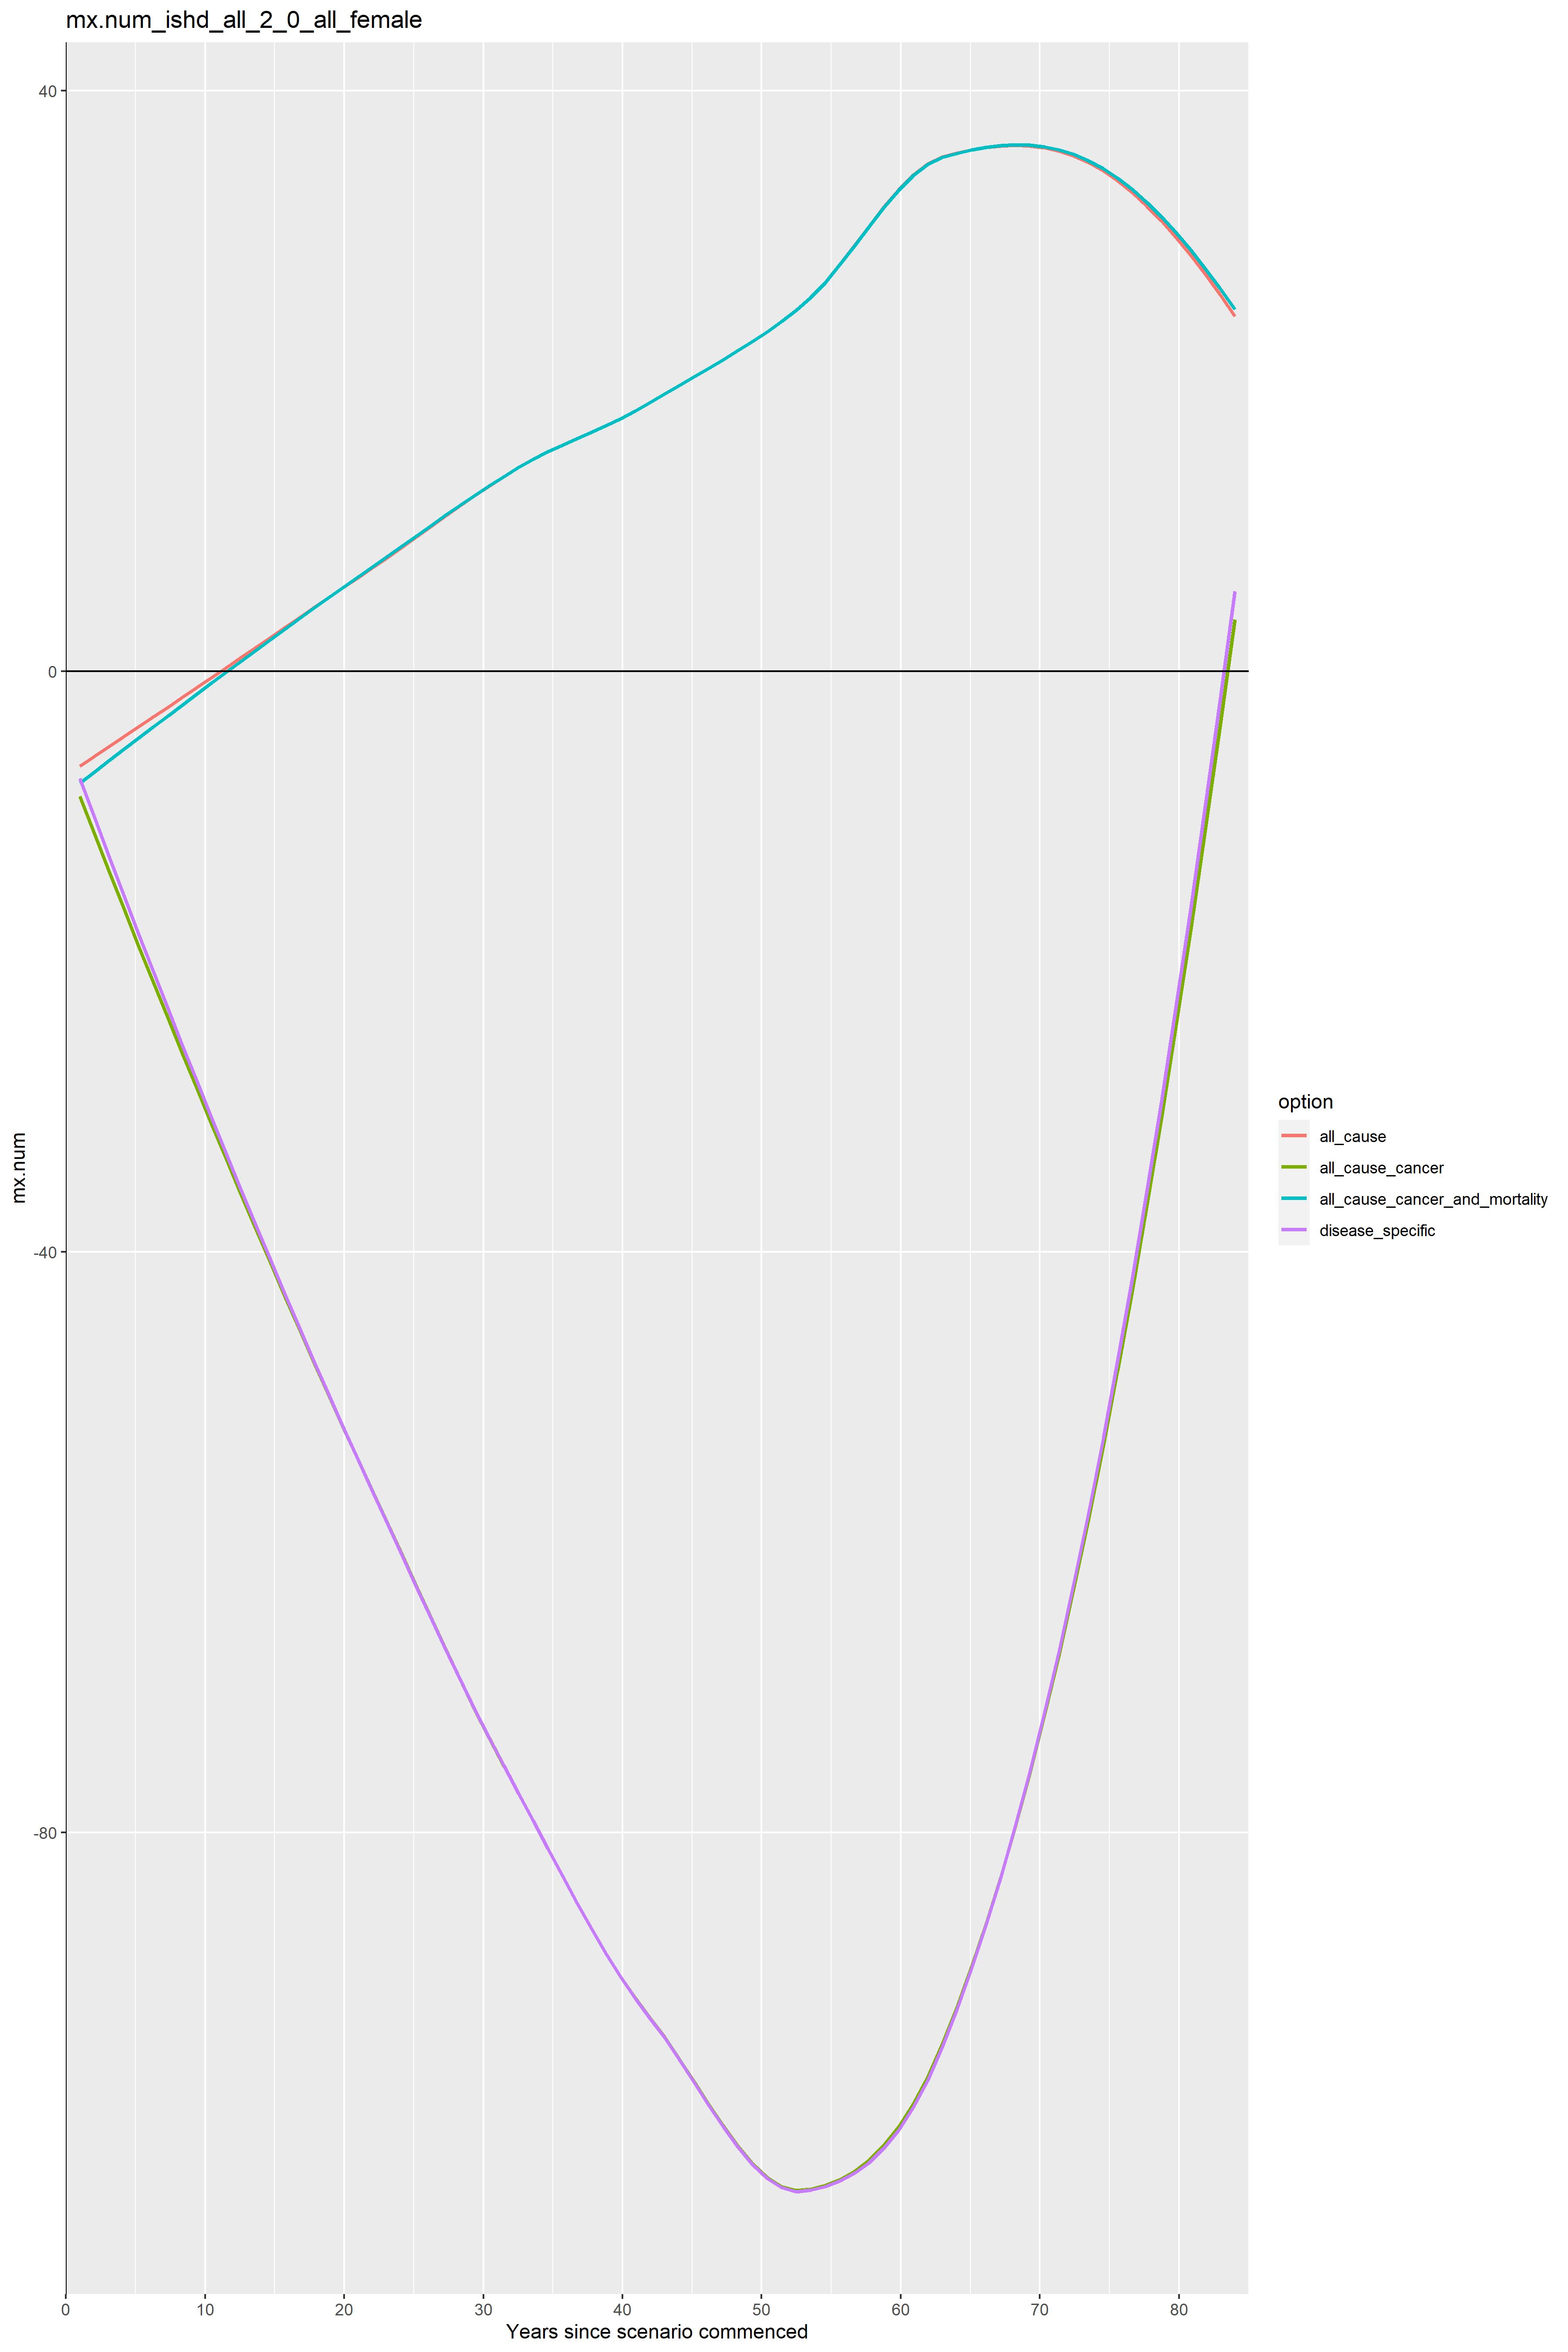 mx.num_ishd_all_2_0_all_female
40
0
-40
-80
mx.num
0 10 20 30 40 50 60 70 80
Years since scenario commenced
option
all_cause
all_cause_cancer
all_cause_cancer_and_mortality
disease_specific